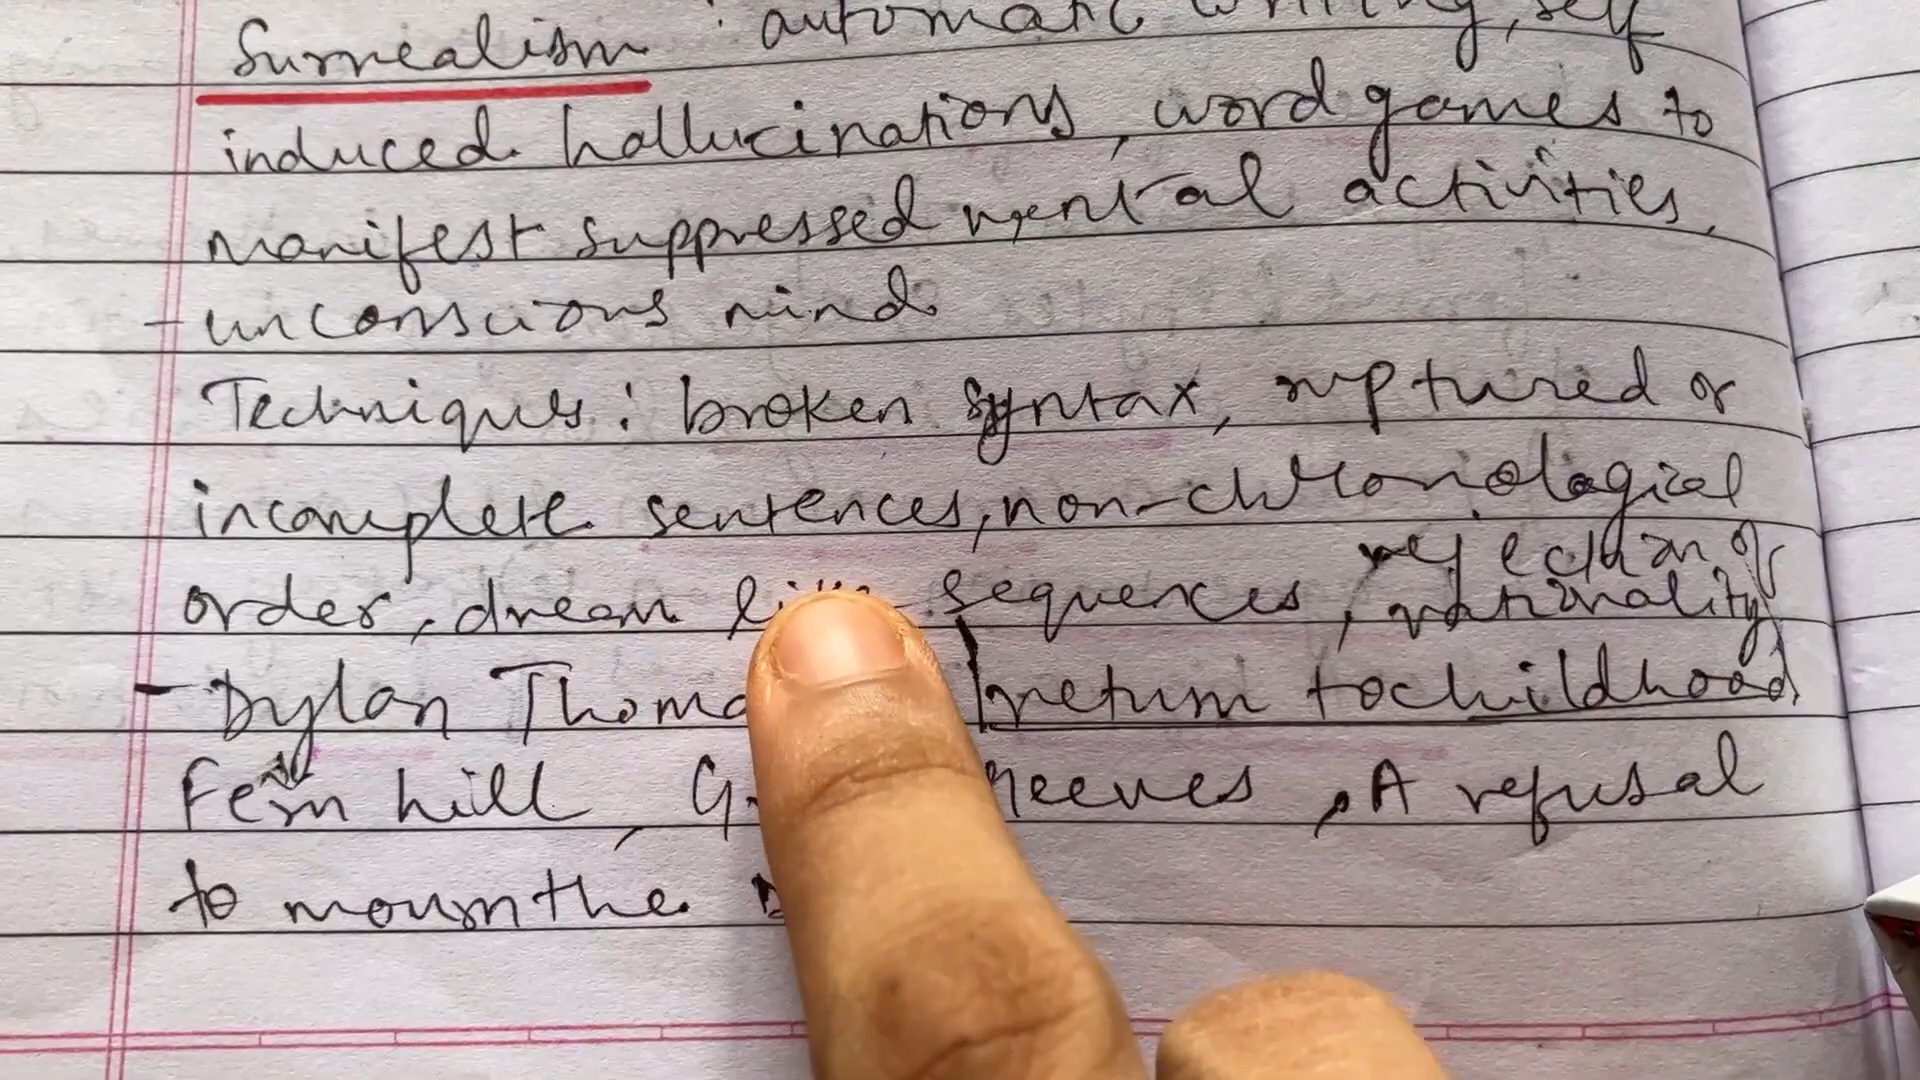 Surrealism : automatic writing, self
induced hallucinations, word games to
manifest suppressed mental activities,
- unconscious mind
Techniques : broken syntax, ruptured or
incomplete sentences, non-chronological
rejection of
order, dream sequences, rationality
- Dylan return to childhood
Fern hill, A refusal
to mourn the